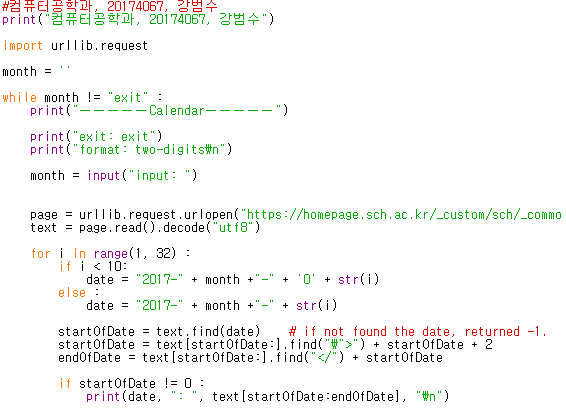 #컴퓨터공학과, 20174067, 강범수
print("컴퓨터공학과, 20174067, 강범수")
import urllib.request
month = ''
while month != "exit" :
print("ㅡㅡㅡㅡㅡCalendarㅡㅡㅡㅡㅡ")
print("exit: exit")
print("format: two-digits₩n")
month = input("input: ")
page = urllib.request.urlopen("https://homepage.sch.ac.kr/_custom/sch/_commo
text = page.read().decode("utf8")
for i in range(1, 32) :
if i < 10:
date = "2017-" + month +"-" + '0' + str(i)
else :
date = "2017-" + month +"-" + str(i)
startOfDate = text.find(date) # if not found the date, returned -1.
startOfDate = text[startOfDate:].find("₩">") + startOfDate + 2
endOfDate = text[startOfDate:].find("</") + startOfDate
if startOfDate != 0 :
print(date, ": ", text[startOfDate:endOfDate], "₩n")